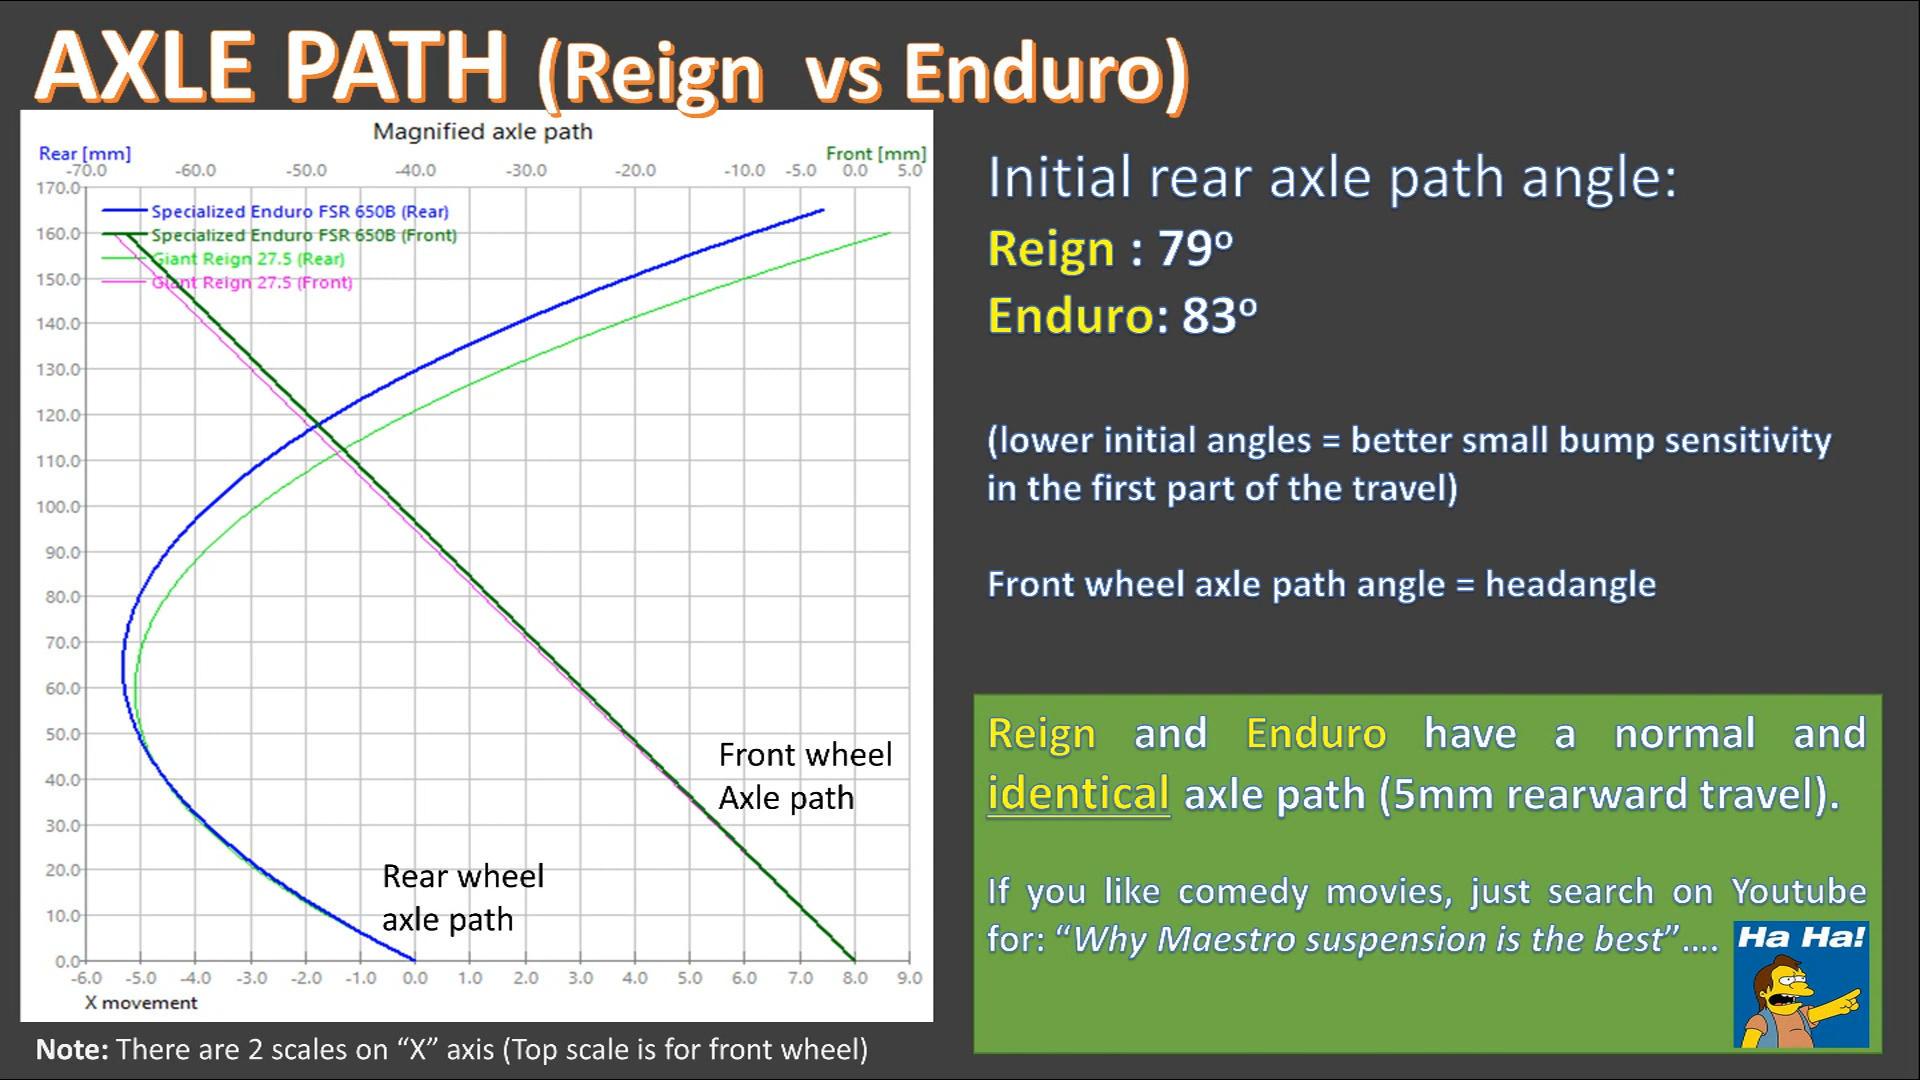 AXLE PATH (Reign vs Enduro)
Magnified axle path
Rear [mm] Front [mm]
-70.0 -60.0 -50.0 -40.0 -30.0 -20.0 -10.0 -5.0 0.0 5.0
170.0
Specialized Enduro FSR 650B (Rear)
160.0 Specialized Enduro FSR 650B (Front)
Giant Reign 27.5 (Rear)
150.0 Giant Reign 27.5 (Front)
140.0
130.0
120.0
110.0
100.0
90.0
80.0
70.0
60.0
50.0
40.0
30.0
20.0
10.0
0.0
Front wheel
Axle path
Rear wheel
axle path
-6.0 -5.0 -4.0 -3.0 -2.0 -1.0 0.0 1.0 2.0 3.0 4.0 5.0 6.0 7.0 8.0 9.0
X movement
Note: There are 2 scales on “X” axis (Top scale is for front wheel)
Initial rear axle path angle:
Reign : 79º
Enduro: 83º
(lower initial angles = better small bump sensitivity
in the first part of the travel)
Front wheel axle path angle = headangle
Reign and Enduro have a normal and
identical axle path (5mm rearward travel).
If you like comedy movies, just search on Youtube
for: “Why Maestro suspension is the best”....
Ha Ha!